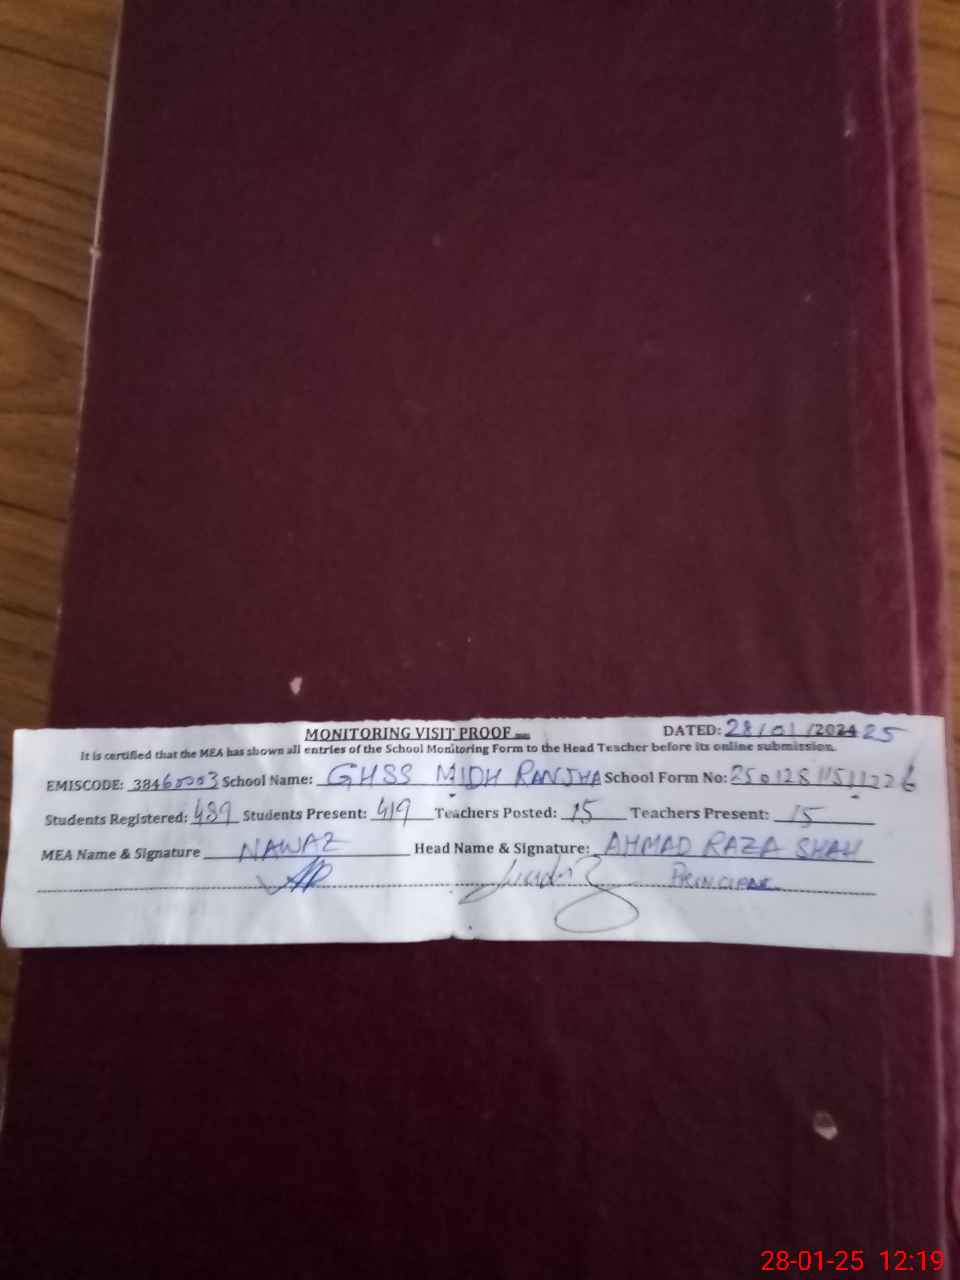 MONITORING VISIT PROOF
DATED: 28/01/2024 25
It is certified that the MEA has shown all entries of the School Monitoring Form to the Head Teacher before its online submission.
EMISCODE: 38460003 School Name: GHSS MIDH RANJHA School Form No:
Students Registered: 489 Students Present: 419 Teachers Posted: 15 Teachers Present: 15
MEA Name & Signature NAWAZ Head Name & Signature: AHMAD RAZA SHAH
PRINCIPAL
28-01-25 12:19